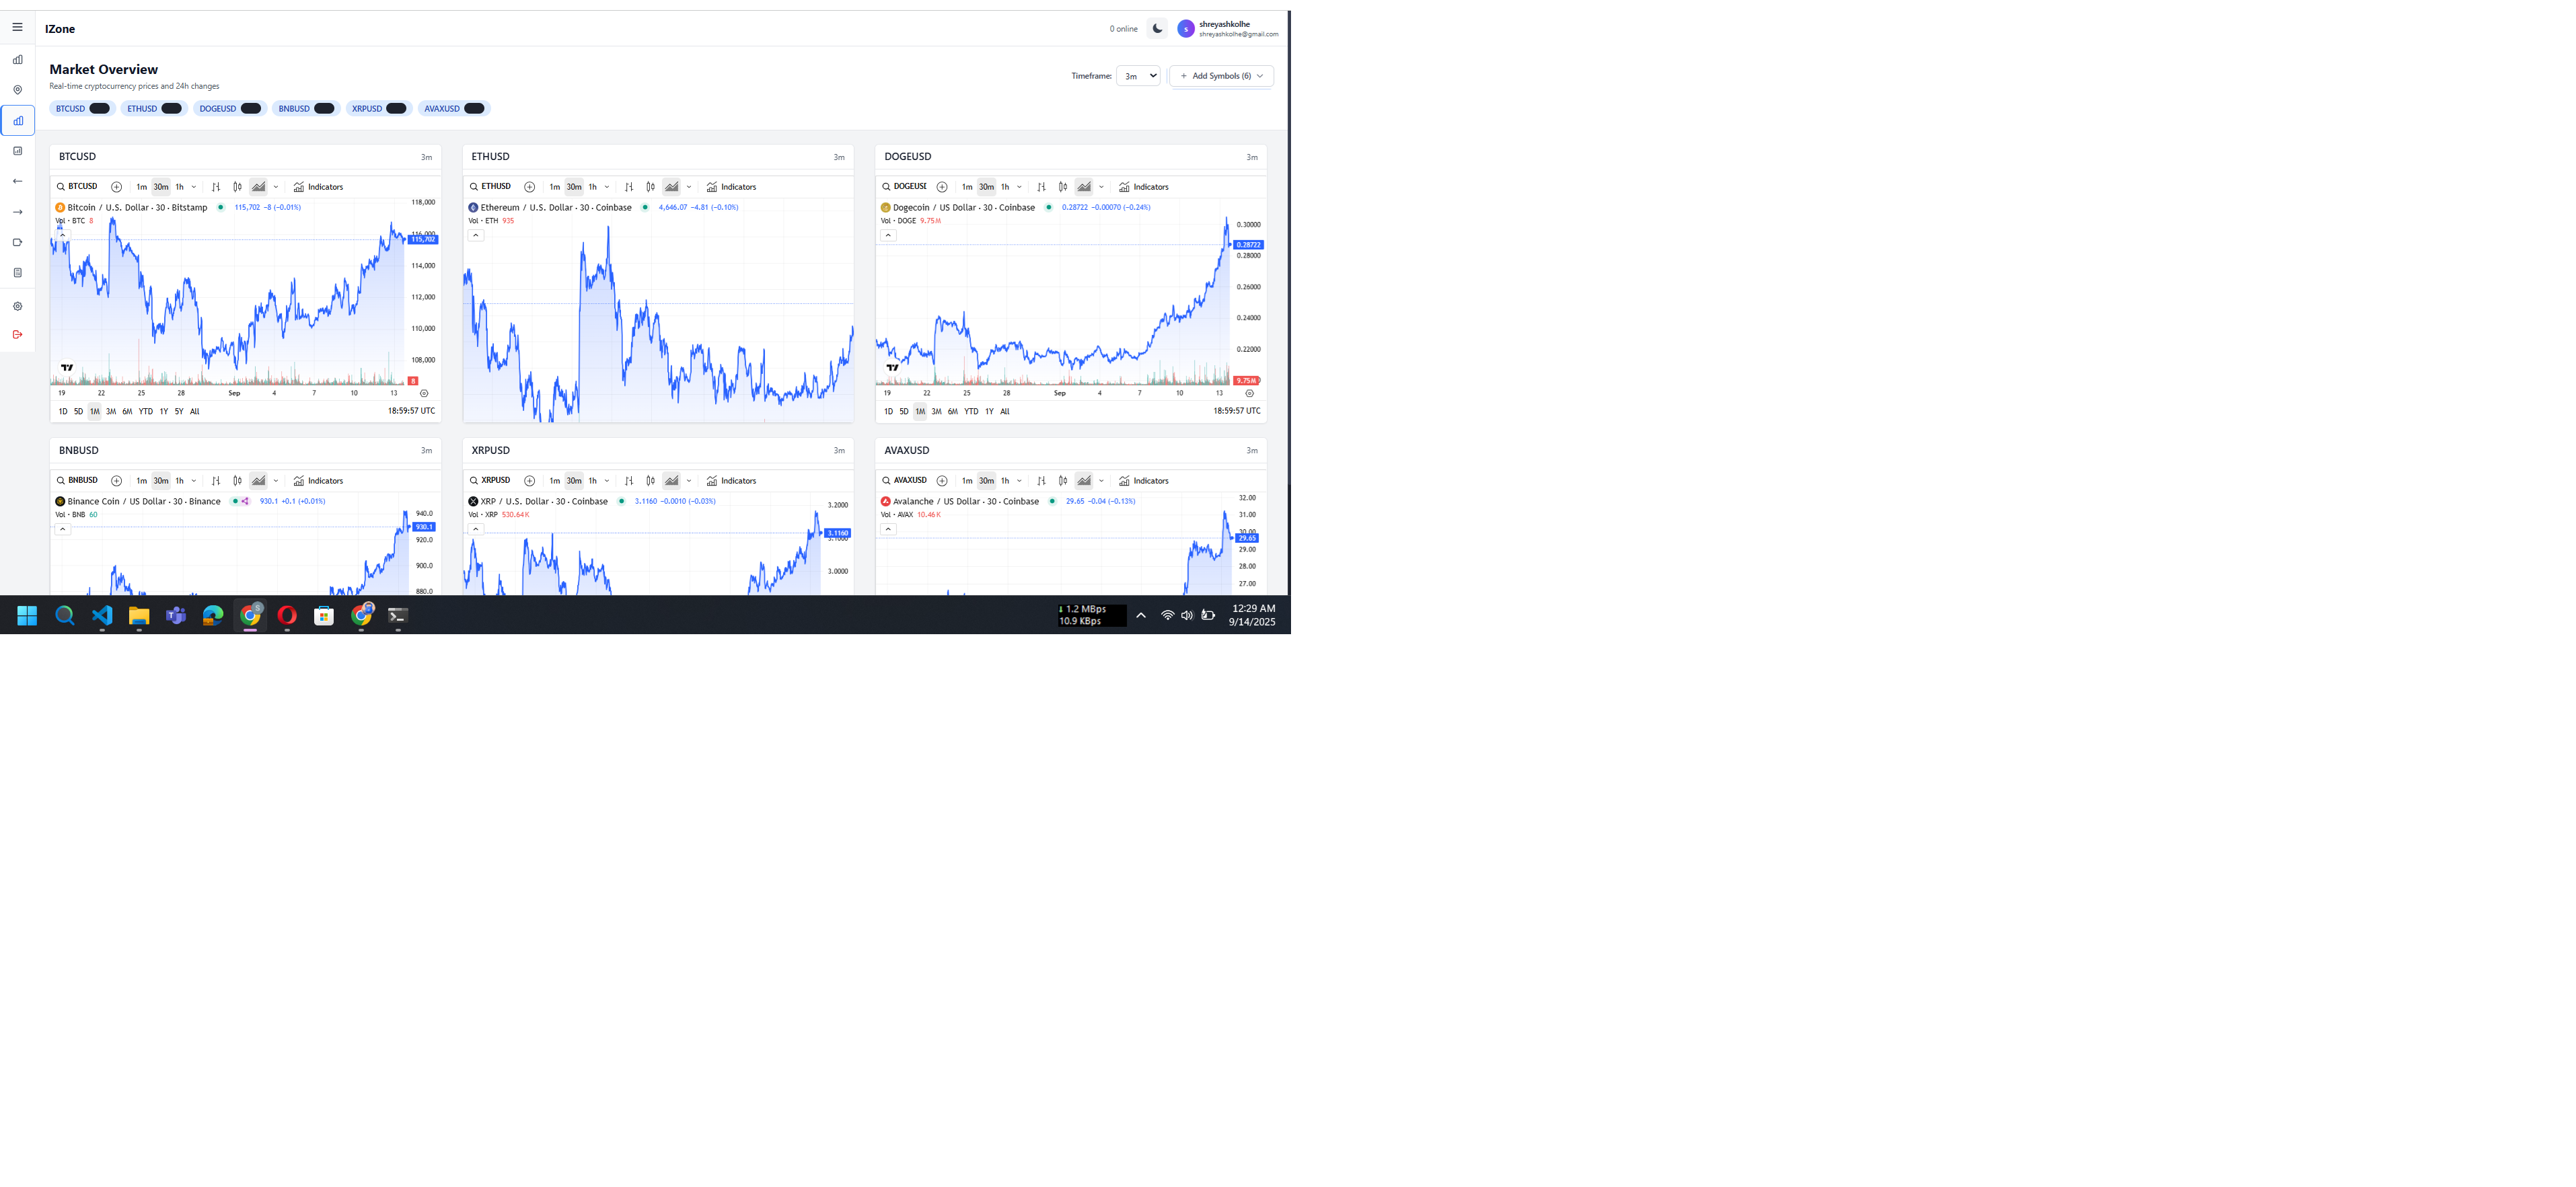 IZone
0 online
s
shreyashkolhe
shreyashkolhe@gmail.com
Market Overview
Real-time cryptocurrency prices and 24h changes
Timeframe:
3m
Add Symbols (6)
BTCUSD
ETHUSD
DOGEUSD
BNBUSD
XRPUSD
AVAXUSD
BTCUSD
3m
BTCUSD
1m 30m 1h
Indicators
Bitcoin / U.S. Dollar · 30 · Bitstamp
115,702 −8 (−0.01%)
Vol · BTC 8
118,000
116,000
115,702
114,000
112,000
110,000
108,000
8
19 22 25 28 Sep 4 7 10 13
1D 5D 1M 3M 6M YTD 1Y 5Y All
18:59:57 UTC
ETHUSD
3m
ETHUSD
1m 30m 1h
Indicators
Ethereum / U.S. Dollar · 30 · Coinbase
4,646.07 −4.81 (−0.10%)
Vol · ETH 935
DOGEUSD
3m
DOGEUSI
1m 30m 1h
Indicators
Dogecoin / US Dollar · 30 · Coinbase
0.28722 −0.00070 (−0.24%)
Vol · DOGE 9.75M
0.30000
0.28722
0.28000
0.26000
0.24000
0.22000
9.75M
19 22 25 28 Sep 4 7 10 13
1D 5D 1M 3M 6M YTD 1Y All
18:59:57 UTC
BNBUSD
3m
BNBUSD
1m 30m 1h
Indicators
Binance Coin / US Dollar · 30 · Binance
930.1 +0.1 (+0.01%)
Vol · BNB 60
940.0
930.1
920.0
900.0
880.0
XRPUSD
3m
XRPUSD
1m 30m 1h
Indicators
XRP / U.S. Dollar · 30 · Coinbase
3.1160 −0.0010 (−0.03%)
Vol · XRP 530.64K
3.2000
3.1160
3.1000
3.0000
AVAXUSD
3m
AVAXUSD
1m 30m 1h
Indicators
Avalanche / US Dollar · 30 · Coinbase
29.65 −0.04 (−0.13%)
Vol · AVAX 10.46K
32.00
31.00
30.00
29.65
29.00
28.00
27.00
1.2 MBps
10.9 KBps
12:29 AM
9/14/2025